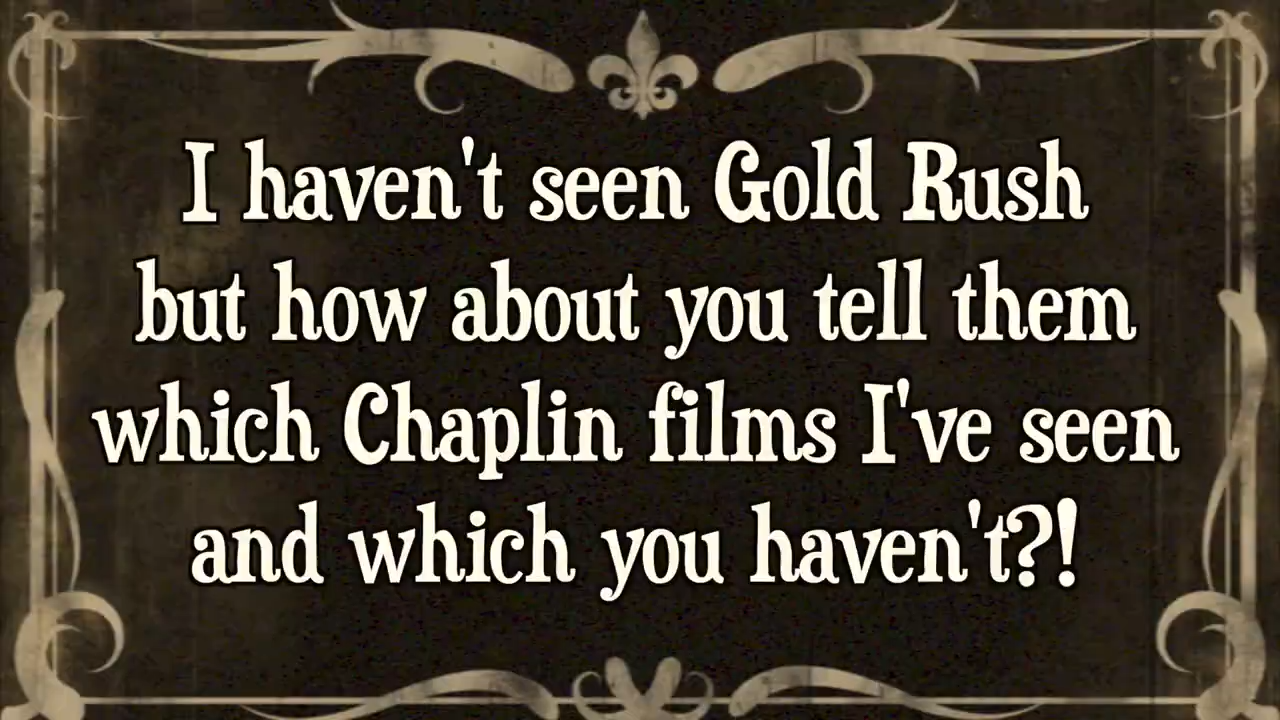 I haven't seen Gold Rush
but how about you tell them
which Chaplin films I've seen
and which you haven't?!